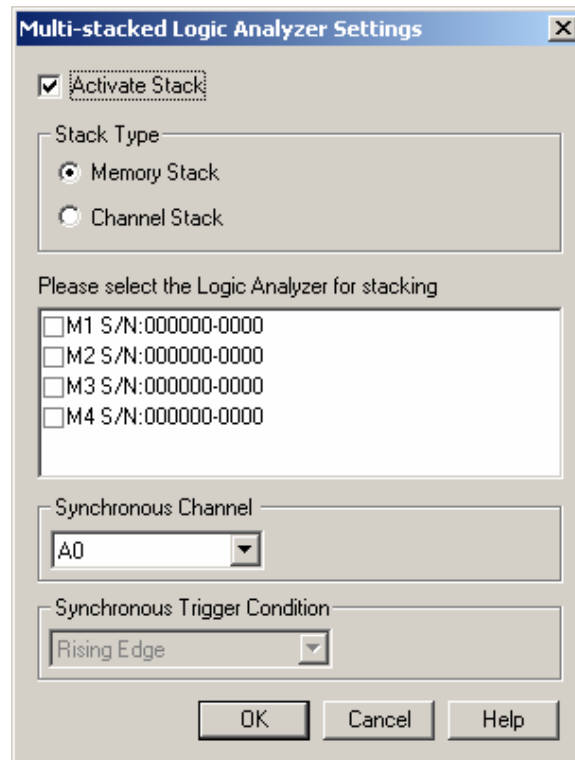 Multi-stacked Logic Analyzer Settings
Activate Stack
Stack Type
Memory Stack
Channel Stack
Please select the Logic Analyzer for stacking
M1 S/N:000000-0000
M2 S/N:000000-0000
M3 S/N:000000-0000
M4 S/N:000000-0000
Synchronous Channel
A0
Synchronous Trigger Condition
Rising Edge
OK Cancel Help